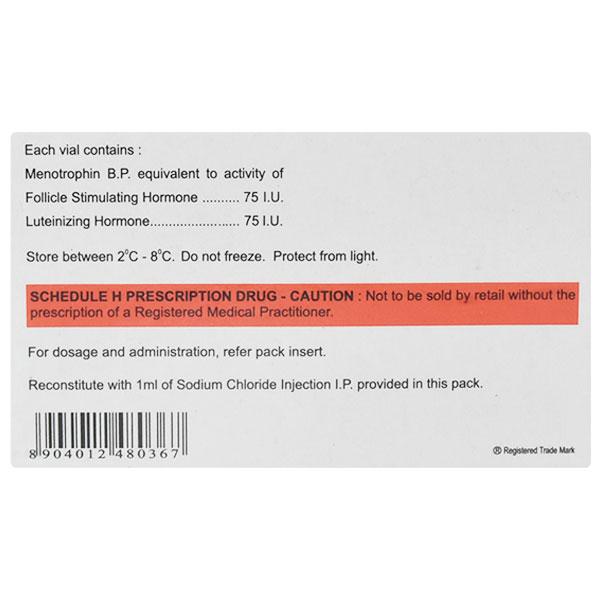 Each vial contains :
Menotrophin B.P. equivalent to activity of
Follicle Stimulating Hormone .......... 75 I.U.
Luteinizing Hormone....................... 75 I.U.
Store between 2⁰C - 8⁰C. Do not freeze. Protect from light.
SCHEDULE H PRESCRIPTION DRUG - CAUTION : Not to be sold by retail without the
prescription of a Registered Medical Practitioner.
For dosage and administration, refer pack insert.
Reconstitute with 1ml of Sodium Chloride Injection I.P. provided in this pack.
8 904012 480367
® Registered Trade Mark